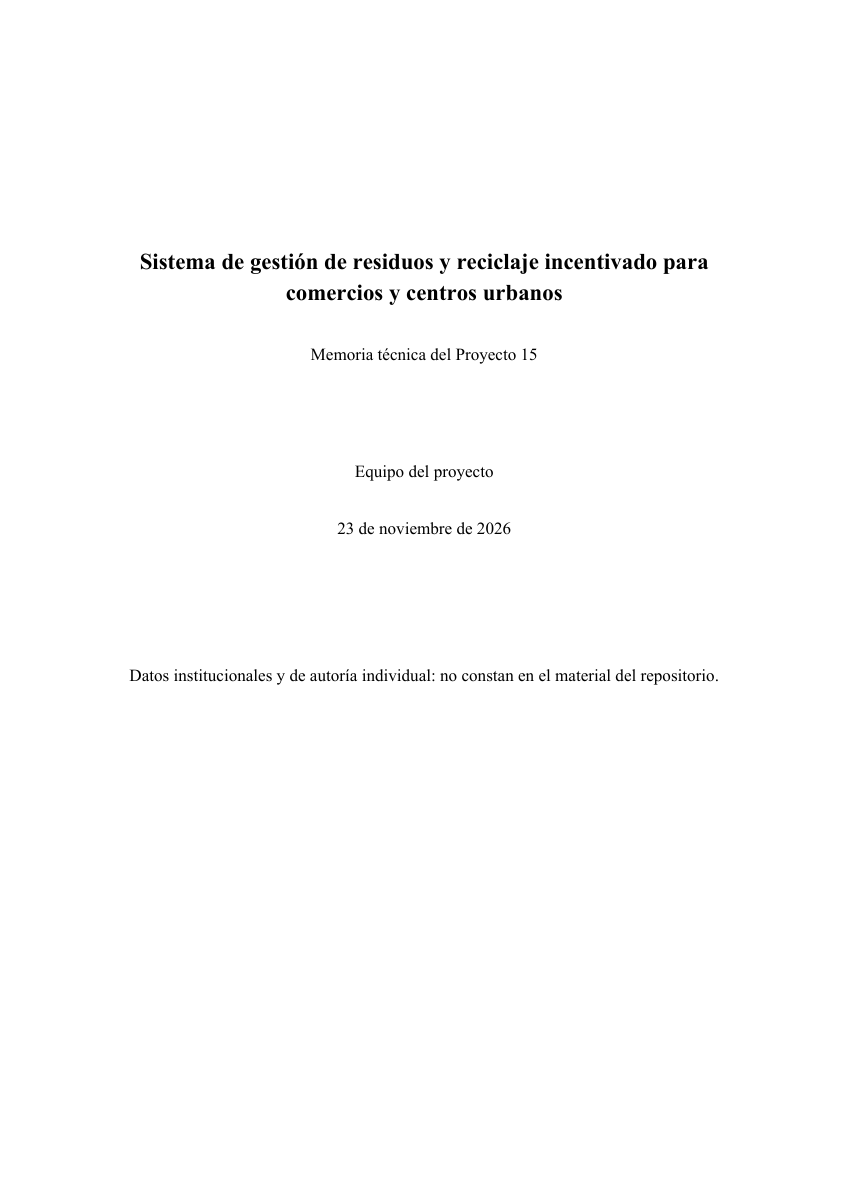 Sistema de gestión de residuos y reciclaje incentivado para
comercios y centros urbanos
Memoria técnica del Proyecto 15
Equipo del proyecto
23 de noviembre de 2026
Datos institucionales y de autoría individual: no constan en el material del repositorio.